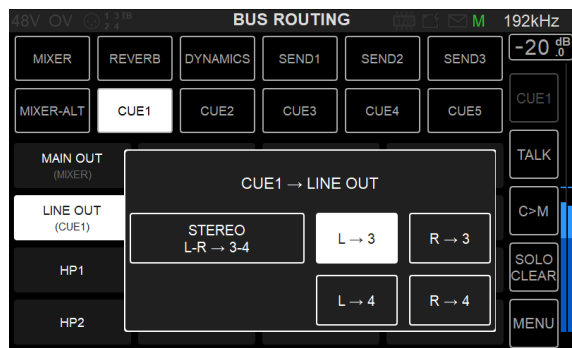 48V OV 1 3 TB BUS ROUTING M 192kHz
2 4
MIXER REVERB DYNAMICS SEND1 SEND2 SEND3 -20 .0 dB
MIXER-ALT CUE1 CUE2 CUE3 CUE4 CUE5 CUE1
MAIN OUT
(MIXER)
TALK
CUE1 → LINE OUT
LINE OUT
(CUE1)
C>M
STEREO
L-R → 3-4
L → 3 R → 3
HP1
SOLO
CLEAR
L → 4 R → 4
HP2
MENU